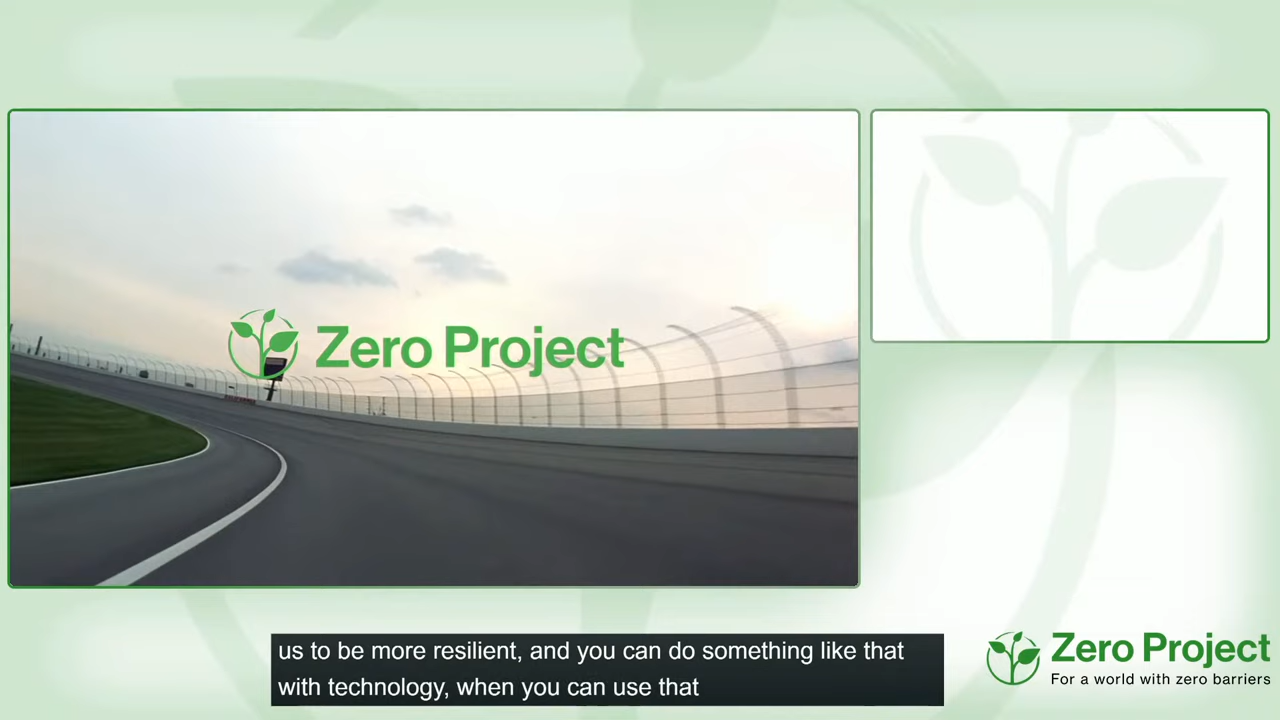 Zero Project
us to be more resilient, and you can do something like that
with technology, when you can use that
Zero Project
For a world with zero barriers